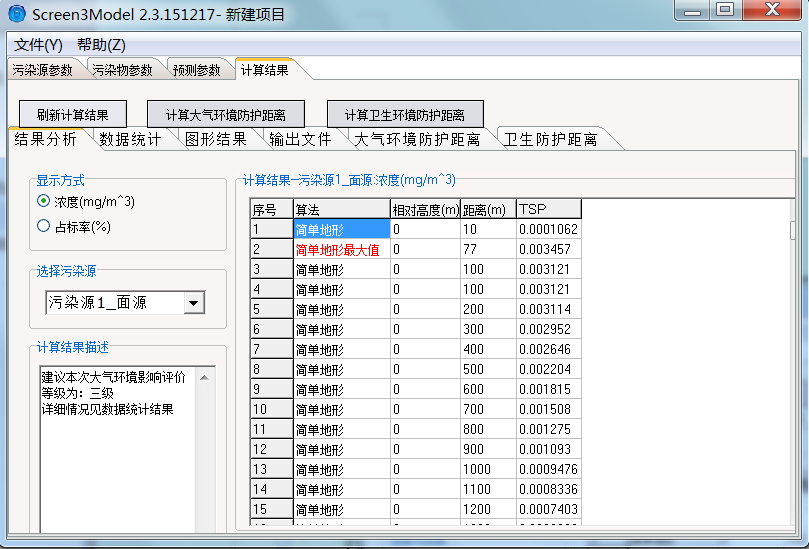 Screen3Model 2.3.151217- 新建项目
文件(Y) 帮助(Z)
污染源参数 污染物参数 预测参数 计算结果
刷新计算结果 计算大气环境防护距离 计算卫生环境防护距离
结果分析 数据统计 图形结果 输出文件 大气环境防护距离 卫生防护距离
显示方式
浓度(mg/m^3)
占标率(%)
选择污染源
污染源1_面源
计算结果描述
建议本次大气环境影响评价
等级为: 三级
详细情况见数据统计结果
计算结果—污染源1_面源:浓度(mg/m^3)
序号 算法 相对高度(m) 距离(m) TSP
1 简单地形 0 10 0.0001062
2 简单地形最大值 0 77 0.003457
3 简单地形 0 100 0.003121
4 简单地形 0 100 0.003121
5 简单地形 0 200 0.003114
6 简单地形 0 300 0.002952
7 简单地形 0 400 0.002646
8 简单地形 0 500 0.002204
9 简单地形 0 600 0.001815
10 简单地形 0 700 0.001508
11 简单地形 0 800 0.001275
12 简单地形 0 900 0.001093
13 简单地形 0 1000 0.0009476
14 简单地形 0 1100 0.0008336
15 简单地形 0 1200 0.0007403